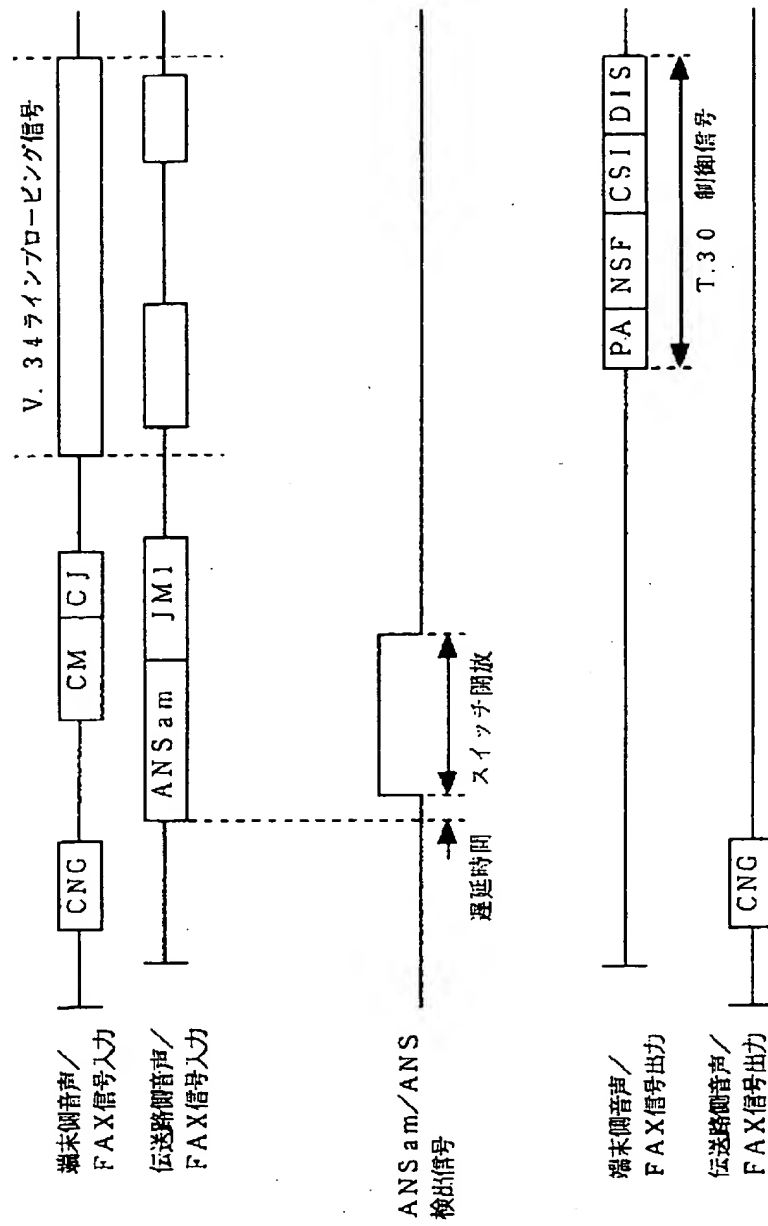 V. 34ラインプロービング信号
端末側音声／
FAX信号入力
CNG
CM
CJ
伝送路側音声／
FAX信号入力
ANSam
JM1
ANSam／ANS
検出信号
遅延時間
スイッチ開放
端末側音声／
FAX信号出力
PA
NSF
CSI
DIS
T.30 制御信号
伝送路側音声／
FAX信号出力
CNG